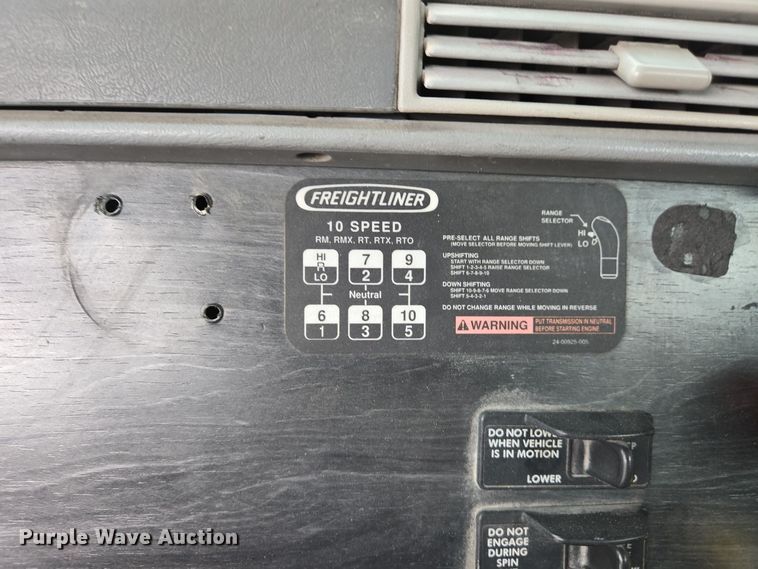 FREIGHTLINER
10 SPEED
RM, RMX, RT, RTX, RTO
HI 7 9
LO 2 4
Neutral
6 8 10
1 3 5
RANGE
SELECTOR
HI
LO
PRE-SELECT ALL RANGE SHIFTS
(MOVE SELECTOR BEFORE MOVING SHIFT LEVER)
UPSHIFTING
START WITH RANGE SELECTOR DOWN
SHIFT 1-2-3-4-5 RAISE RANGE SELECTOR
SHIFT 6-7-8-9-10
DOWN SHIFTING
SHIFT 10-9-8-7-6 MOVE RANGE SELECTOR DOWN
SHIFT 5-4-3-2-1
DO NOT CHANGE RANGE WHILE MOVING IN REVERSE
WARNING
PUT TRANSMISSION IN NEUTRAL
BEFORE STARTING ENGINE
24-00925-005
DO NOT
WHEN VEHICLE
IS IN MOTION
LOWER
DO NOT
ENGAGE
DURING
SPIN
Purple Wave Auction